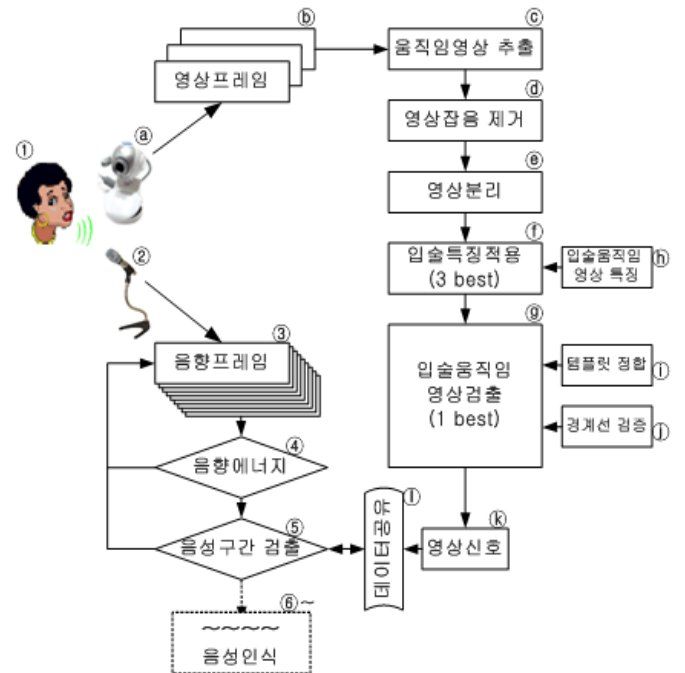 ⓑ
영상프레임
ⓒ
움직임영상 추출
ⓓ
영상잡음 제거
ⓔ
영상분리
ⓕ
입술특징적용
(3 best)
ⓗ
입술움직임
영상 특징
ⓖ
입술움직임
영상검출
(1 best)
템플릿 정합
ⓘ
경계선 검증
ⓙ
ⓚ
영상신호
ⓛ
데이터공유
①
ⓐ
②
③
음향프레임
④
음향에너지
⑤
음성구간 검출
⑥~
~~~~
음성인식